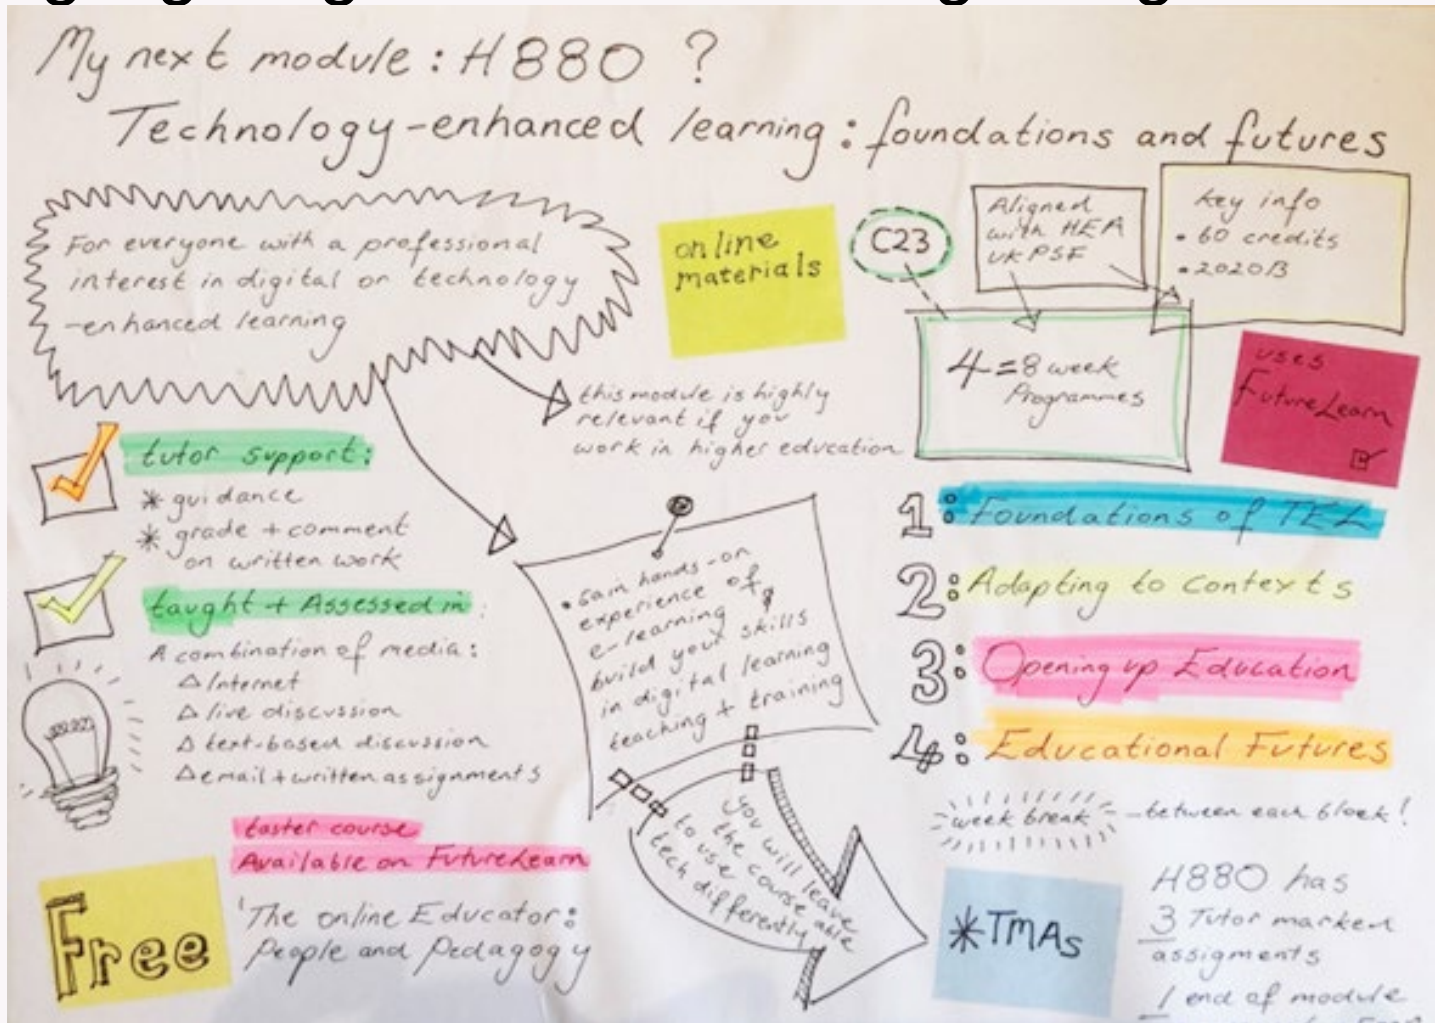 My next module: H880 ?
Technology-enhanced learning: foundations and futures
For everyone with a professional
interest in digital or technology
-enhanced learning
online
materials
C23
Aligned
with HEA
UKPSF
key info
• 60 credits
• 2020B
4=8 week
Programmes
uses
FutureLearn
this module is highly
relevant if you
work in higher education
tutor support:
* guidance
* grade + comment
on written work
taught + Assessed in:
A combination of media:
Δ Internet
Δ live discussion
Δ text-based discussion
Δ email + written assignments
• Gain hands-on
experience of
e-learning
build your skills
in digital learning
teaching + training
you will leave
the course able
to use
tech differently
1: Foundations of TEL
2: Adapting to contexts
3: Opening up Education
4: Educational Futures
week break - between each block!
taster course
Available on FutureLearn
Free
'The online Educator:
People and Pedagogy
*TMAs
H880 has
3 Tutor marked
assigments
1 end of module